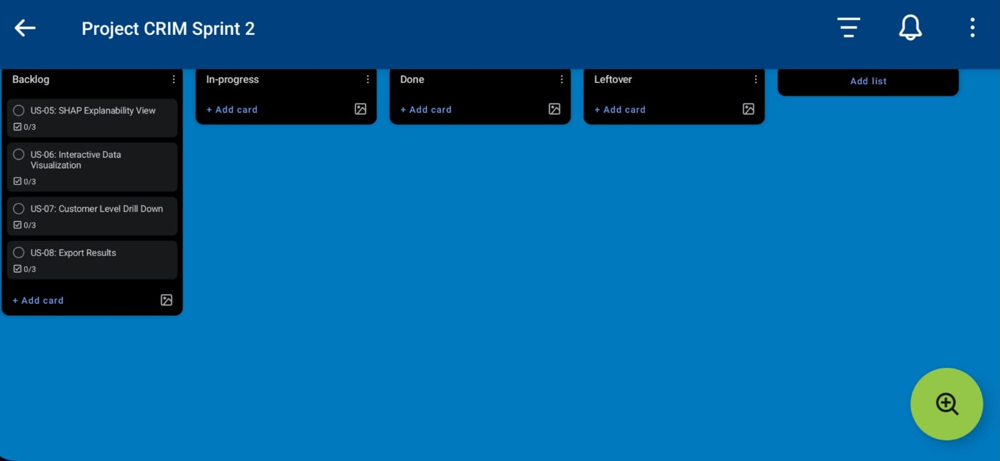 Project CRIM Sprint 2
Backlog
US-05: SHAP Explanability View
0/3
US-06: Interactive Data
Visualization
0/3
US-07: Customer Level Drill Down
0/3
US-08: Export Results
0/3
+ Add card
In-progress
+ Add card
Done
+ Add card
Leftover
+ Add card
Add list